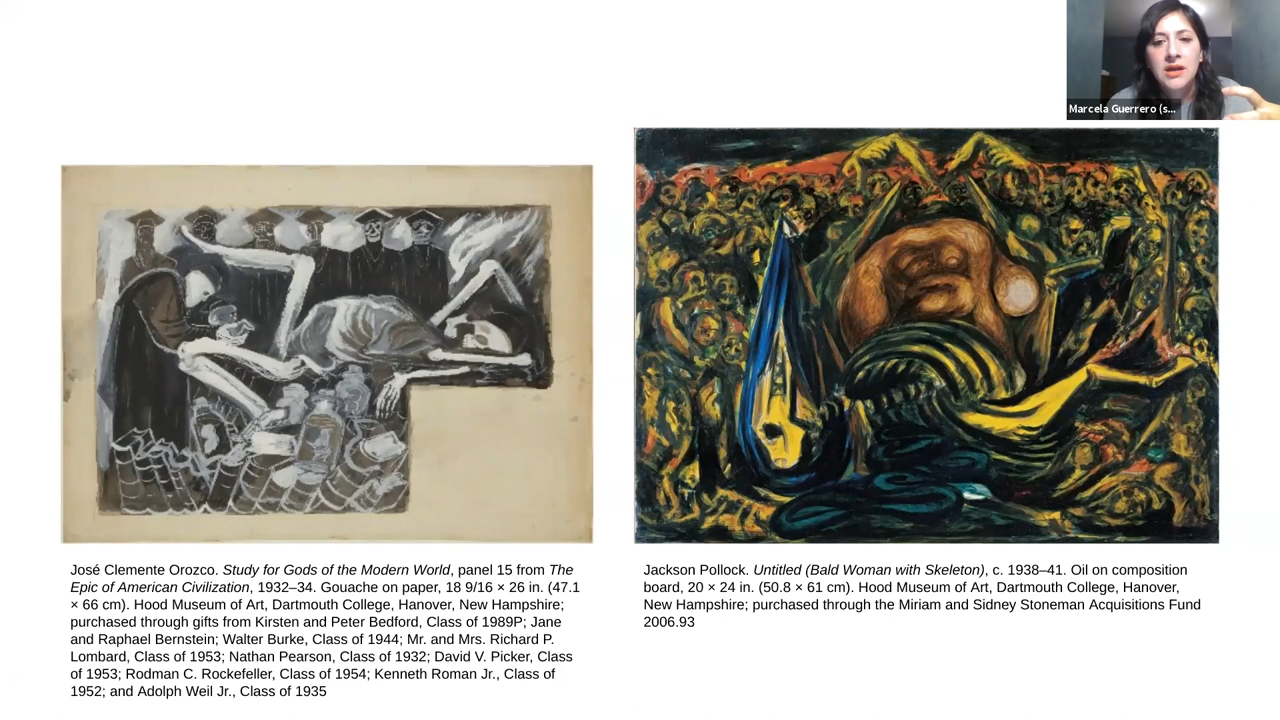 Marcela Guerrero (s...
José Clemente Orozco. Study for Gods of the Modern World, panel 15 from The
Epic of American Civilization, 1932–34. Gouache on paper, 18 9/16 × 26 in. (47.1
× 66 cm). Hood Museum of Art, Dartmouth College, Hanover, New Hampshire;
purchased through gifts from Kirsten and Peter Bedford, Class of 1989P; Jane
and Raphael Bernstein; Walter Burke, Class of 1944; Mr. and Mrs. Richard P.
Lombard, Class of 1953; Nathan Pearson, Class of 1932; David V. Picker, Class
of 1953; Rodman C. Rockefeller, Class of 1954; Kenneth Roman Jr., Class of
1952; and Adolph Weil Jr., Class of 1935
Jackson Pollock. Untitled (Bald Woman with Skeleton), c. 1938–41. Oil on composition
board, 20 × 24 in. (50.8 × 61 cm). Hood Museum of Art, Dartmouth College, Hanover,
New Hampshire; purchased through the Miriam and Sidney Stoneman Acquisitions Fund
2006.93